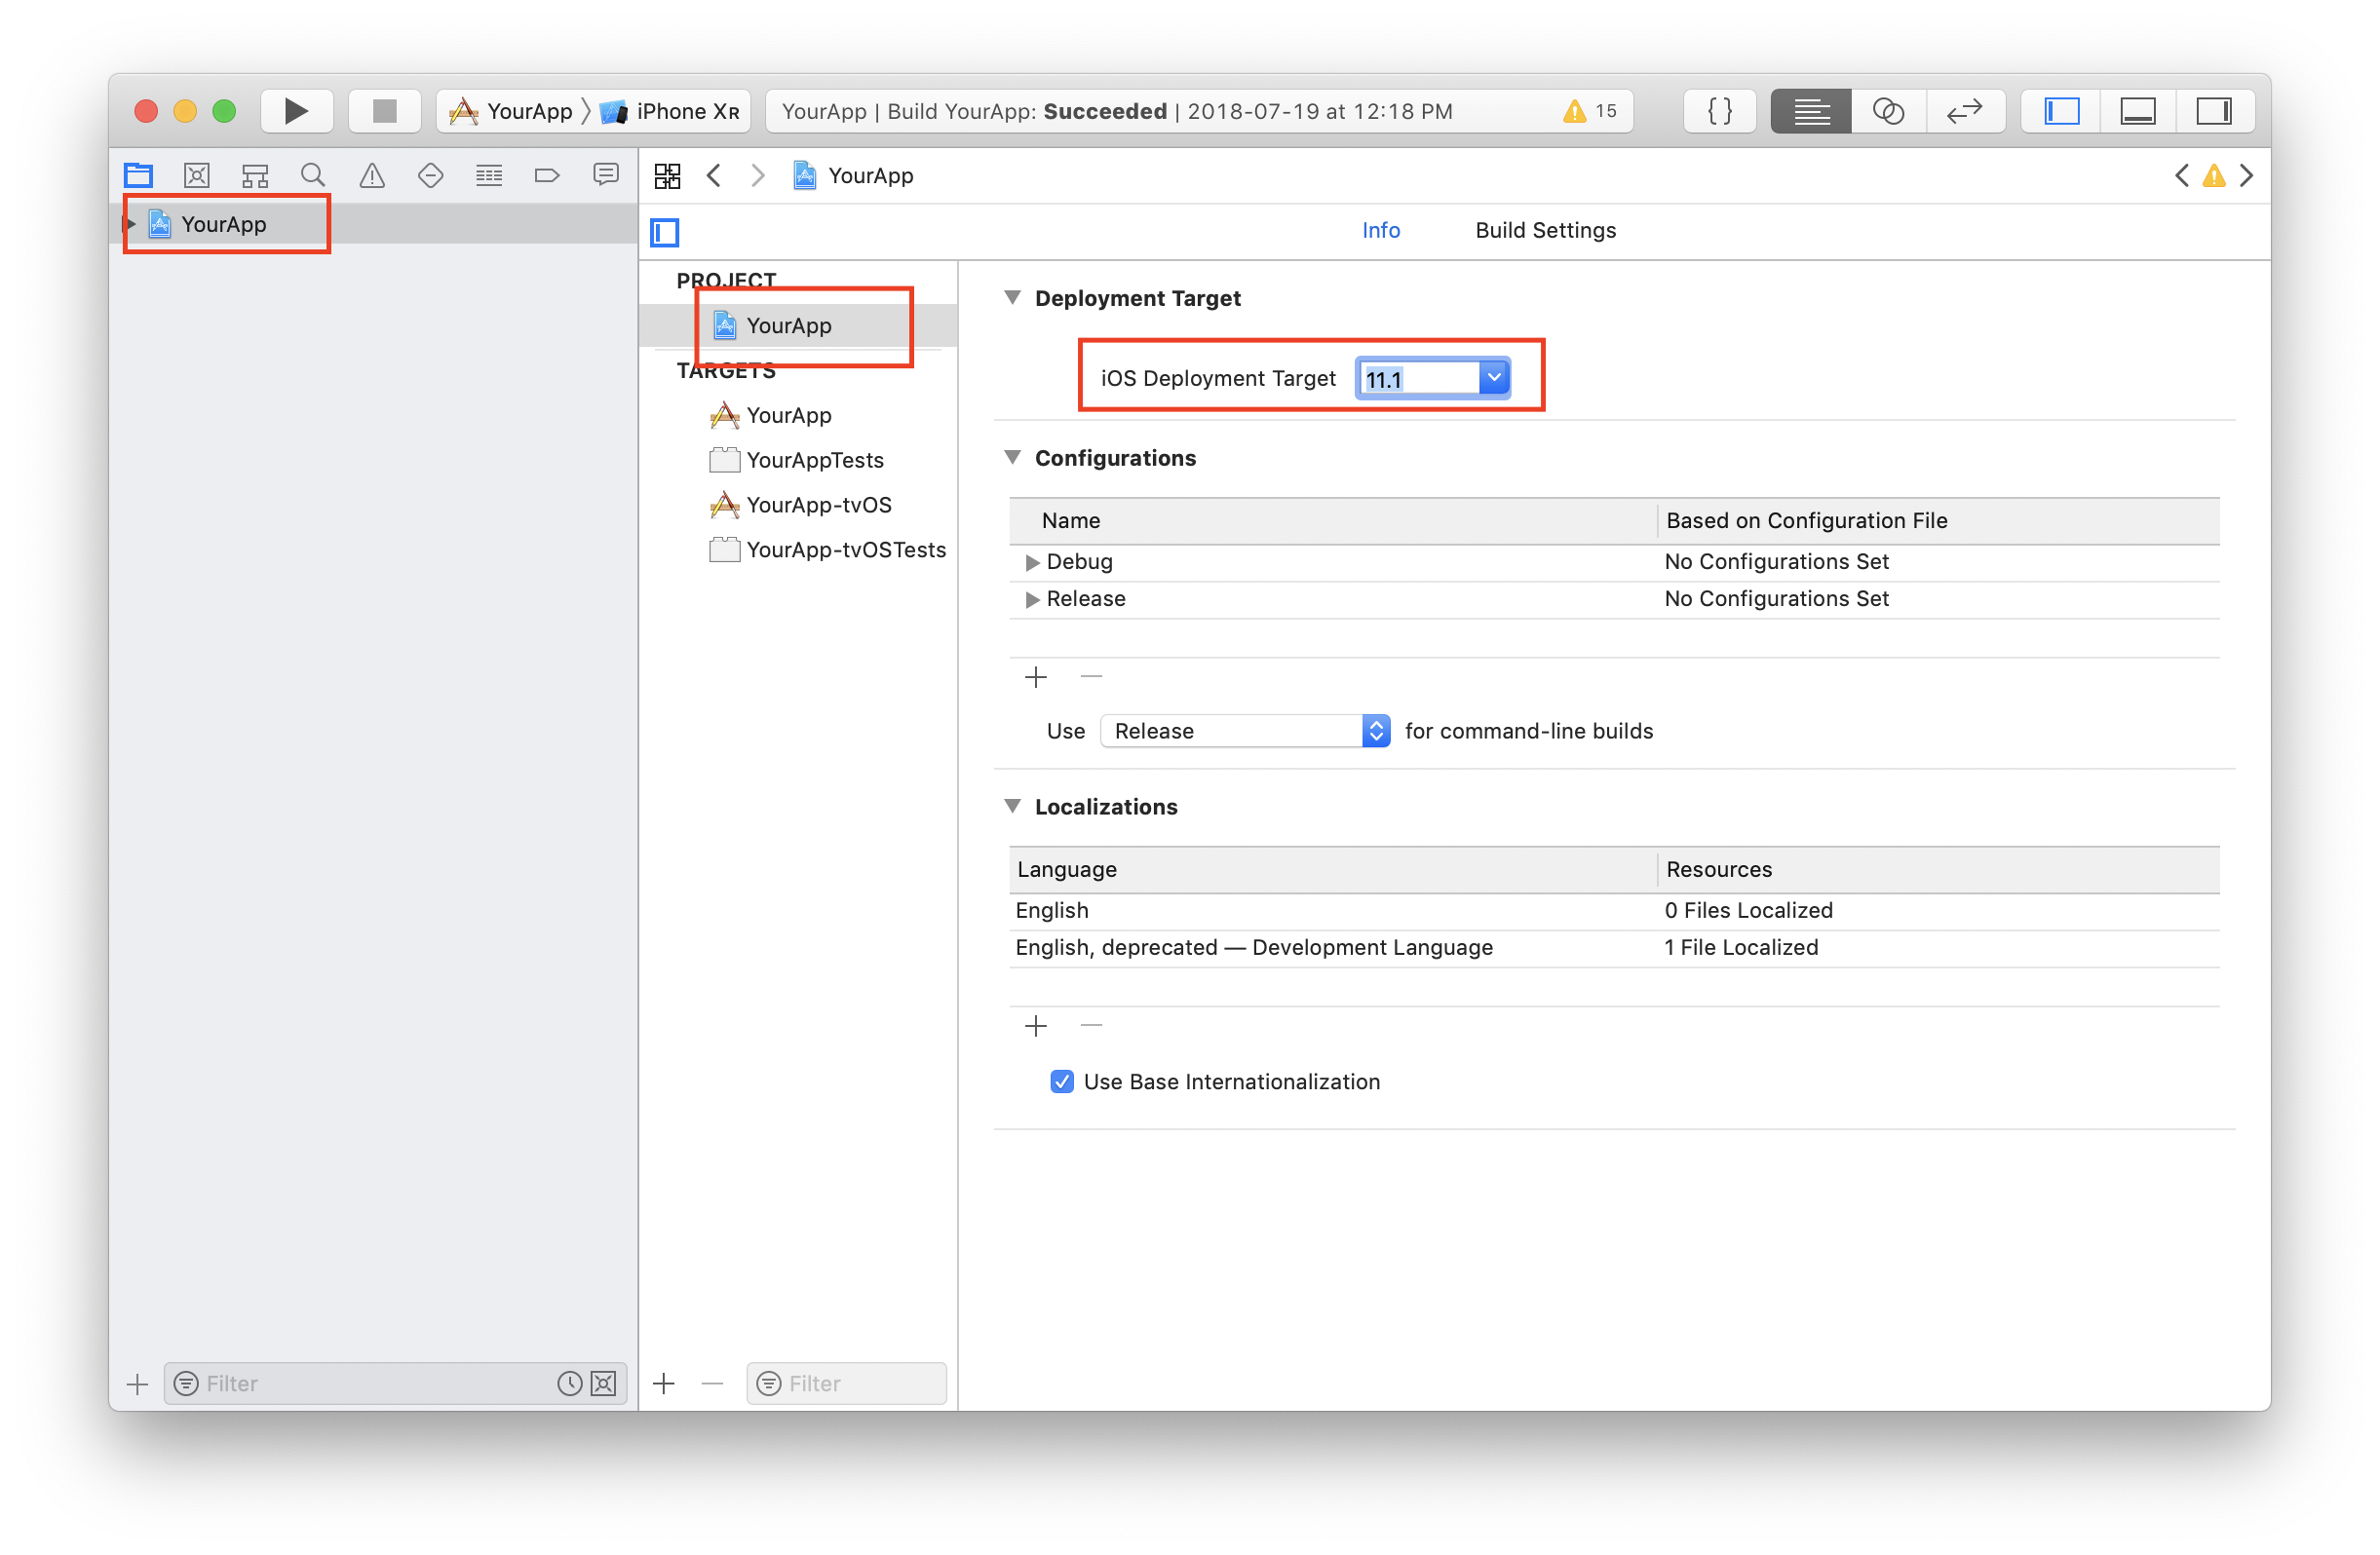 YourApp iPhone XR YourApp | Build YourApp: Succeeded | 2018-07-19 at 12:18 PM 15
YourApp
YourApp
Info Build Settings
PROJECT
YourApp
TARGETS
YourApp
YourAppTests
YourApp-tvOS
YourApp-tvOSTests
Deployment Target
iOS Deployment Target 11.1
Configurations
Name Based on Configuration File
Debug No Configurations Set
Release No Configurations Set
Use Release for command-line builds
Localizations
Language Resources
English 0 Files Localized
English, deprecated — Development Language 1 File Localized
Use Base Internationalization
Filter
Filter